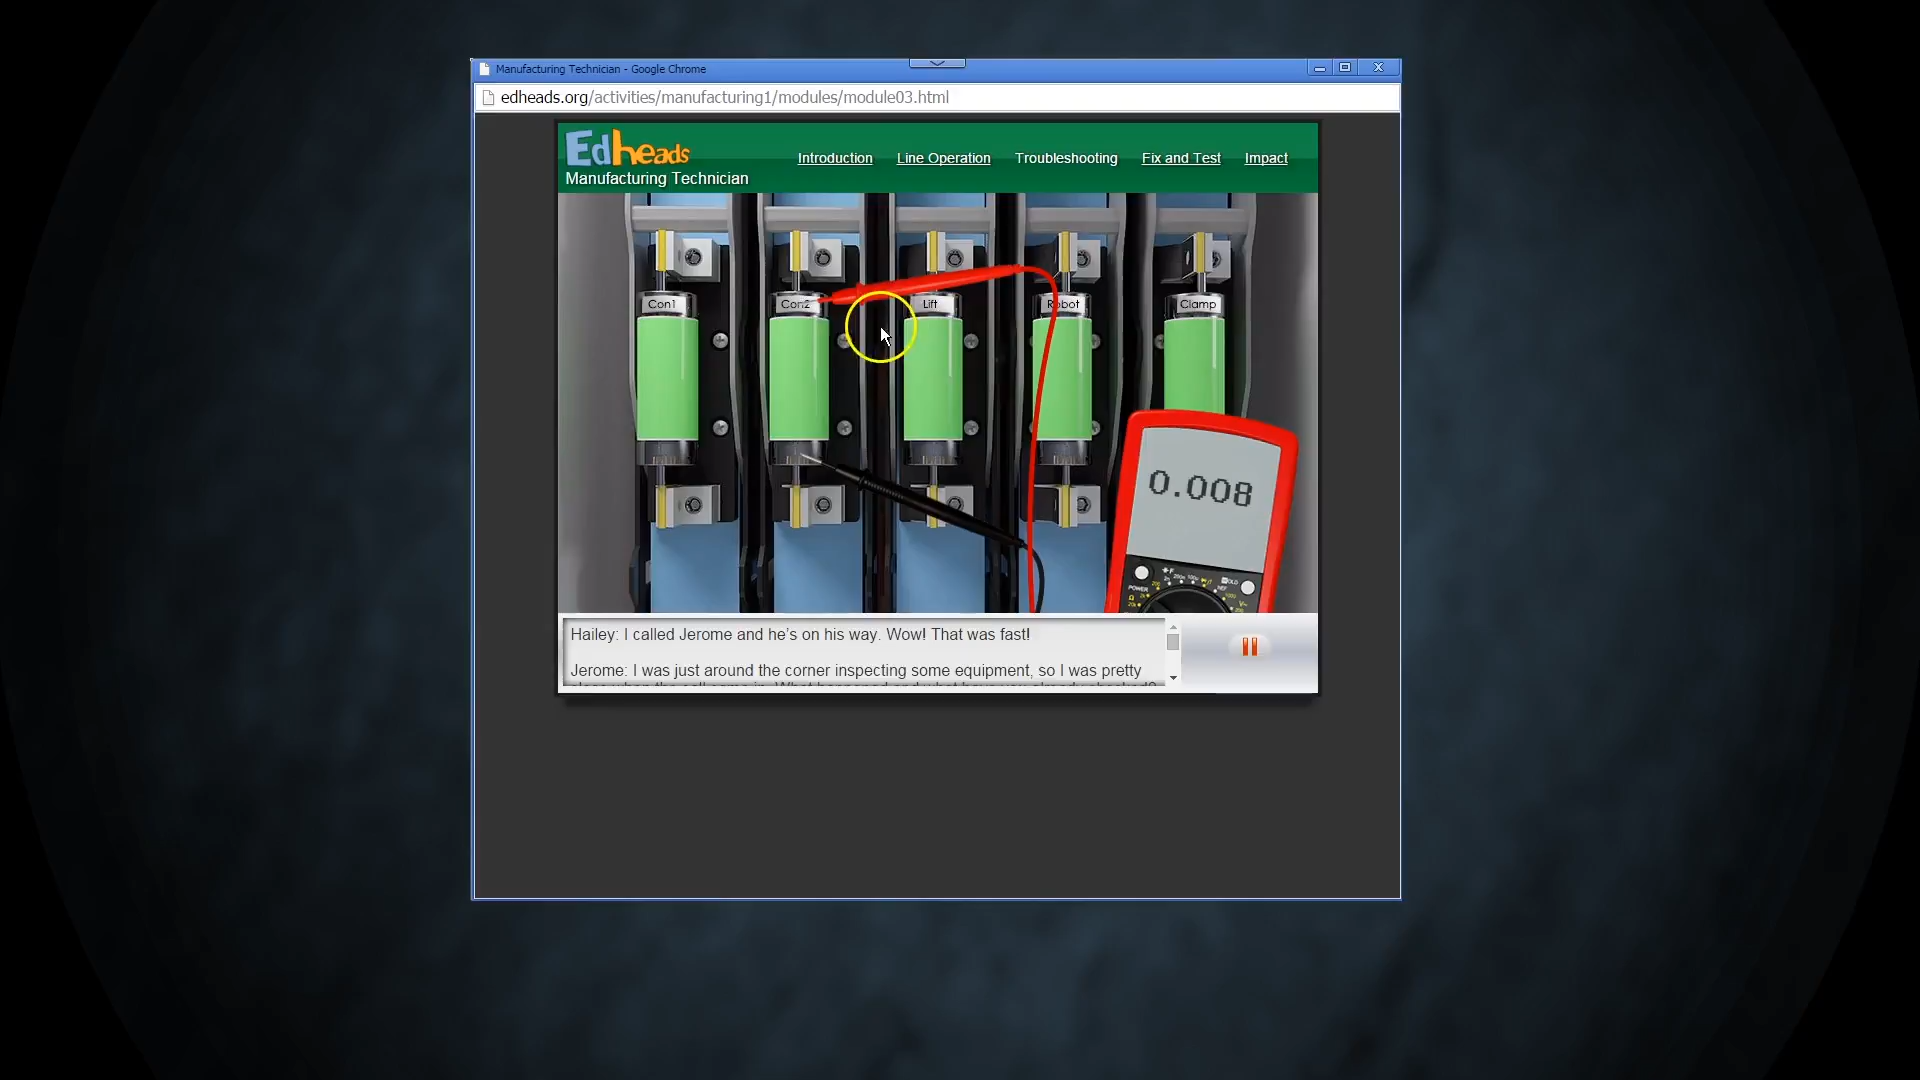 Manufacturing Technician - Google Chrome
edheads.org/activities/manufacturing1/modules/module03.html
Edheads
Manufacturing Technician
Introduction
Line Operation
Troubleshooting
Fix and Test
Impact
Con1
Con2
Lift
Robot
Clamp
0.008
POWER
Hailey: I called Jerome and he's on his way. Wow! That was fast!
Jerome: I was just around the corner inspecting some equipment, so I was pretty